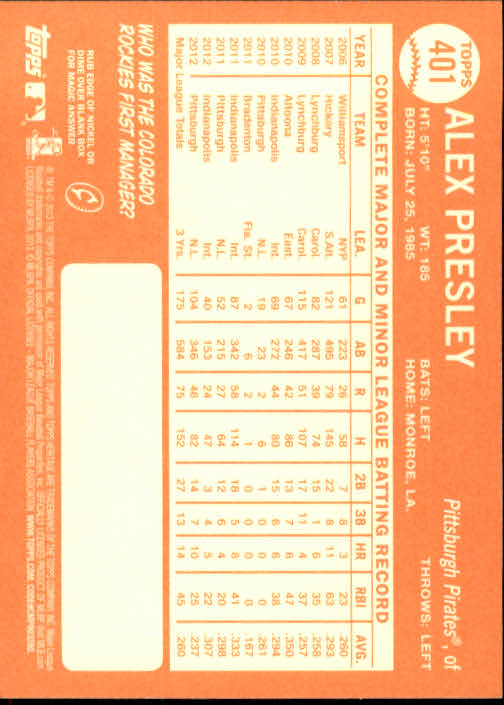 TOPPS
401
ALEX PRESLEY
Pittsburgh Pirates®, of
HT: 5'10" WT: 185 BATS: LEFT THROWS: LEFT
BORN: JULY 25, 1985 HOME: MONROE, LA.
COMPLETE MAJOR AND MINOR LEAGUE BATTING RECORD
YEAR TEAM LEA. G AB R H 2B 3B HR RBI AVG.
2006 Williamsport NYP 61 223 26 58 7 8 3 23 .260
2007 Hickory S.Atl. 121 495 79 145 22 8 11 63 .293
2008 Lynchburg Carol. 82 287 39 74 15 1 6 35 .258
2009 Lynchburg Carol. 115 417 51 107 17 11 4 37 .257
2010 Altoona East. 67 246 42 86 13 7 6 47 .350
2010 Indianapolis Int. 69 272 44 80 15 6 6 38 .294
2010 Pittsburgh N.L. 19 23 2 6 1 0 0 0 .261
2011 Bradenton Fla. St. 2 6 2 1 0 0 0 0 .167
2011 Indianapolis Int. 87 342 58 114 18 5 8 41 .333
2011 Pittsburgh N.L. 52 215 27 64 12 6 4 20 .298
2012 Indianapolis Int. 40 153 24 47 3 4 5 22 .307
2012 Pittsburgh N.L. 104 346 46 82 14 7 10 25 .237
Major League Totals 3 Yrs. 175 584 75 152 27 13 14 45 .260
WHO WAS THE COLORADO
ROCKIES FIRST MANAGER?
RUB EDGE OF NICKEL OR
DIME OVER BLANK BOX
FOR MAGIC ANSWER
TOPPS